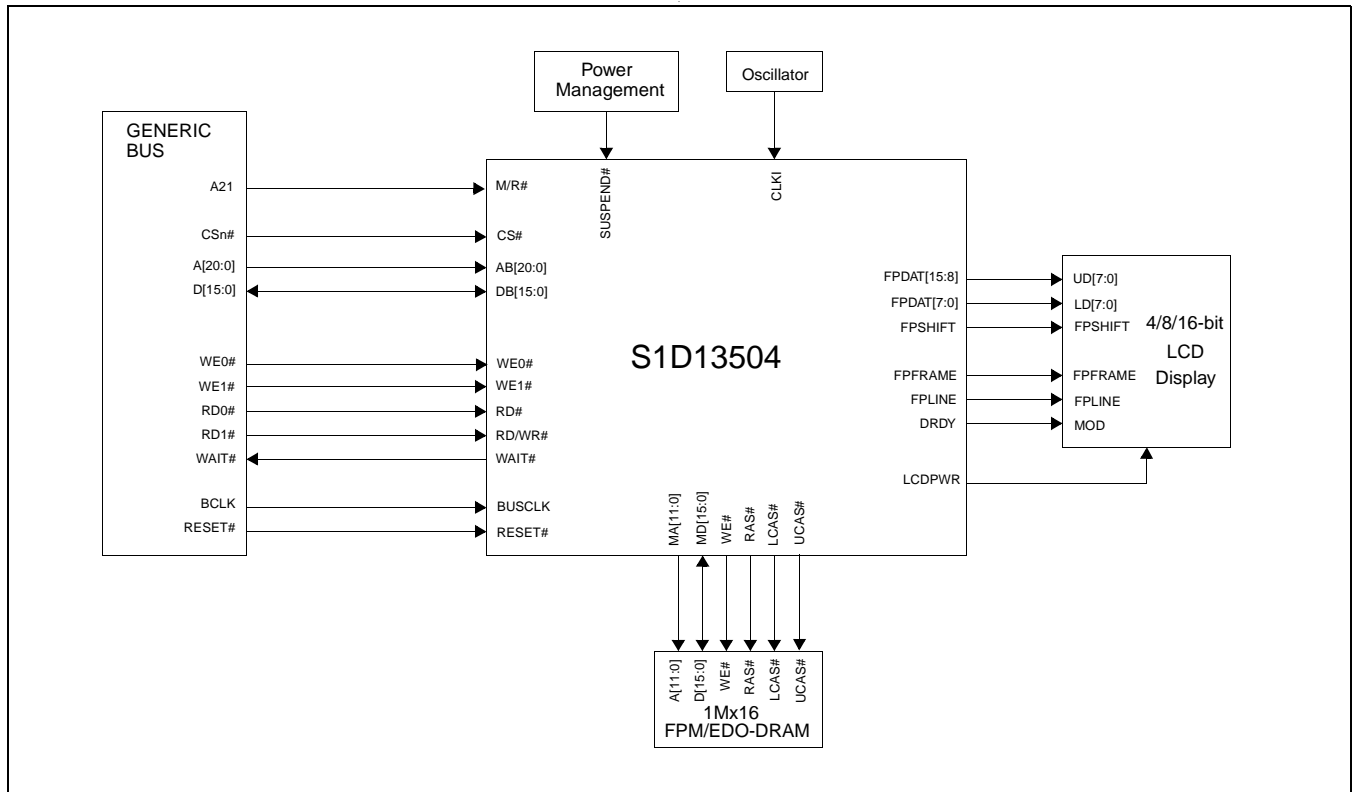 Power
Management
Oscillator
GENERIC
BUS
A21
CSn#
A[20:0]
D[15:0]
WE0#
WE1#
RD0#
RD1#
WAIT#
BCLK
RESET#
SUSPEND#
CLKI
M/R#
CS#
AB[20:0]
DB[15:0]
WE0#
WE1#
RD#
RD/WR#
WAIT#
BUSCLK
RESET#
S1D13504
FPDAT[15:8]
FPDAT[7:0]
FPSHIFT
FPFRAME
FPLINE
DRDY
LCDPWR
UD[7:0]
LD[7:0]
FPSHIFT
FPFRAME
FPLINE
MOD
4/8/16-bit
LCD
Display
MA[11:0]
MD[15:0]
WE#
RAS#
LCAS#
UCAS#
A[11:0]
D[15:0]
WE#
RAS#
LCAS#
UCAS#
1Mx16
FPM/EDO-DRAM